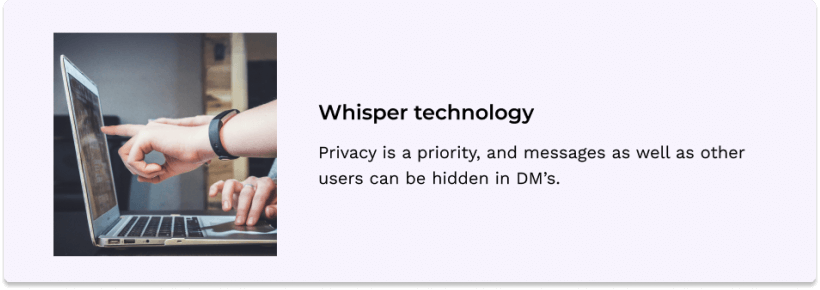 Whisper technology
Privacy is a priority, and messages as well as other
users can be hidden in DM’s.